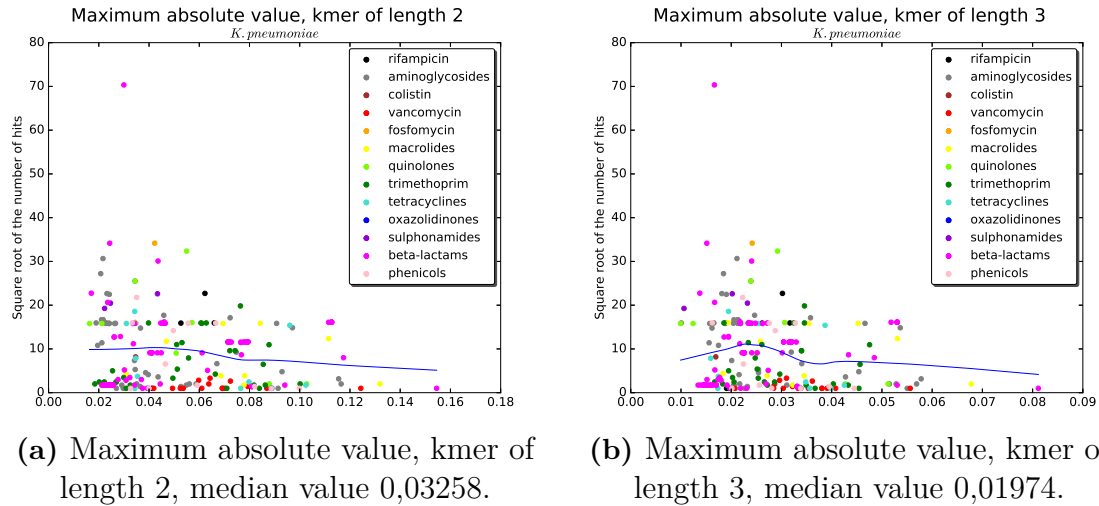 Maximum absolute value, kmer of length 2
K. pneumoniae
Square root of the number of hits
80
70
60
50
40
30
20
10
0
0.00 0.02 0.04 0.06 0.08 0.10 0.12 0.14 0.16 0.18
rifampicin
aminoglycosides
colistin
vancomycin
fosfomycin
macrolides
quinolones
trimethoprim
tetracyclines
oxazolidinones
sulphonamides
beta-lactams
phenicols
(a) Maximum absolute value, kmer of
length 2, median value 0,03258.
Maximum absolute value, kmer of length 3
K. pneumoniae
Square root of the number of hits
80
70
60
50
40
30
20
10
0
0.00 0.01 0.02 0.03 0.04 0.05 0.06 0.07 0.08 0.09
rifampicin
aminoglycosides
colistin
vancomycin
fosfomycin
macrolides
quinolones
trimethoprim
tetracyclines
oxazolidinones
sulphonamides
beta-lactams
phenicols
(b) Maximum absolute value, kmer o
length 3, median value 0,01974.